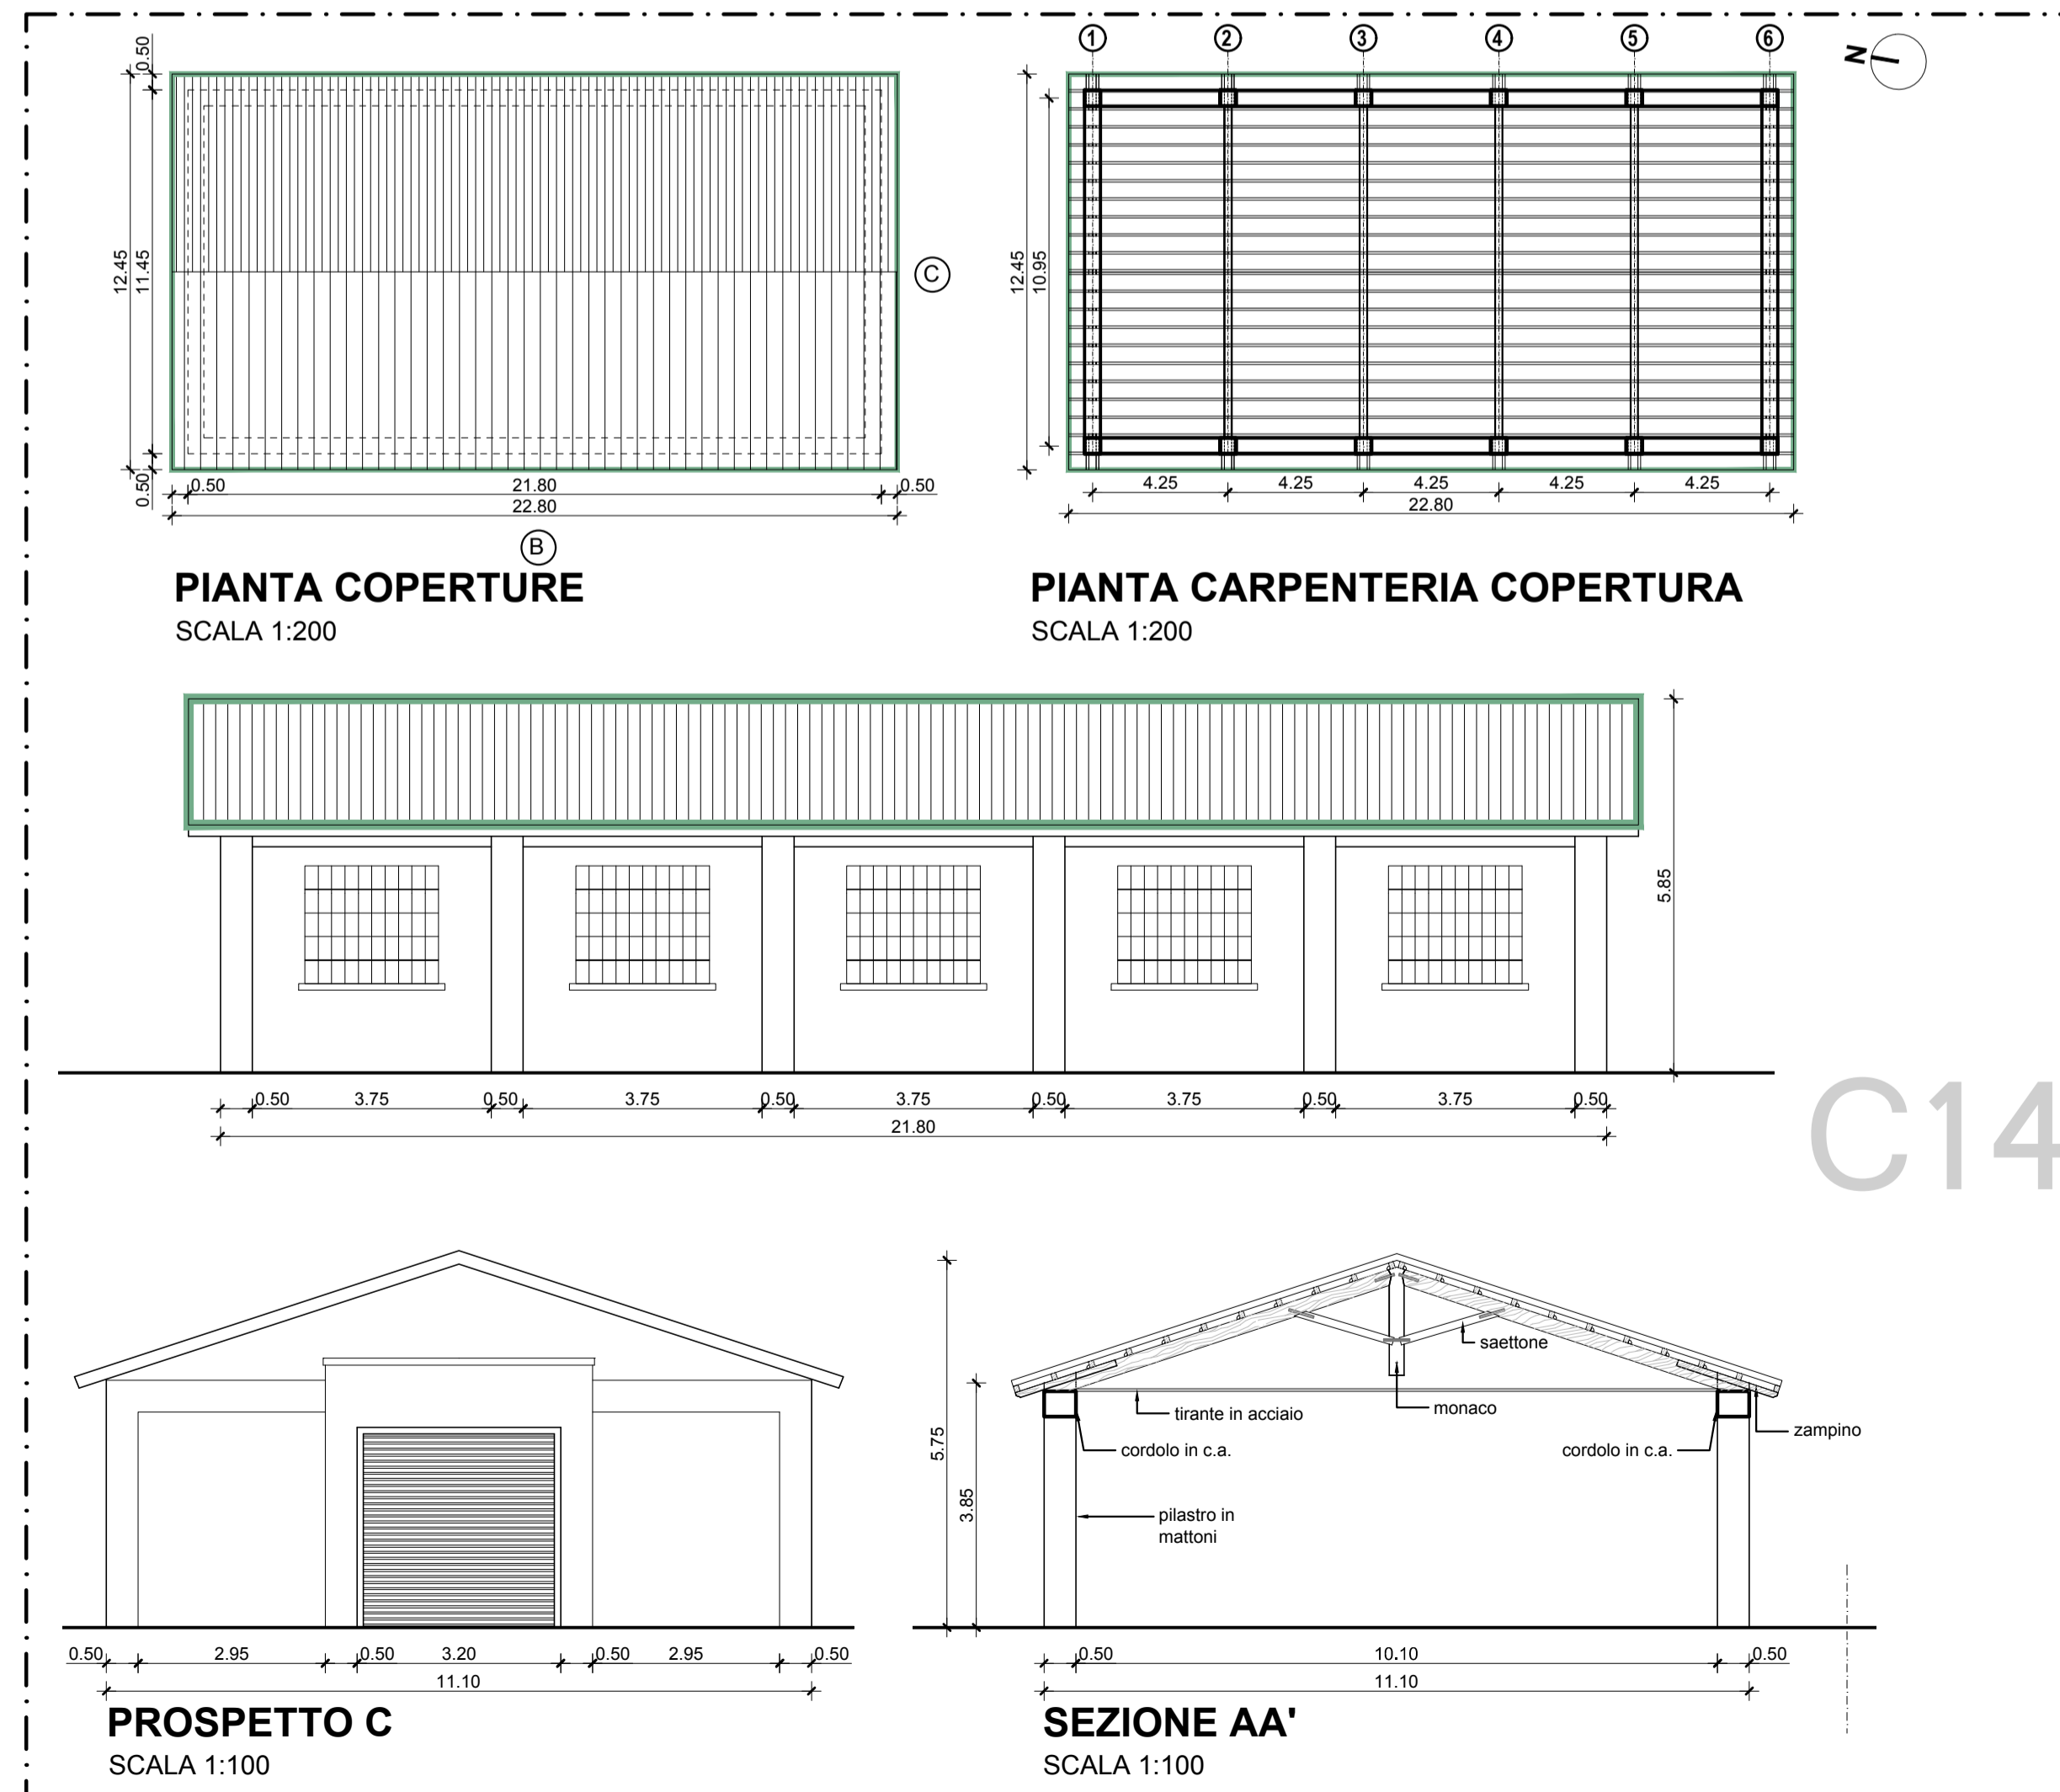 1 2 3 4 5 6
N
0.50
12.45
11.45
0.50
C
0.50 21.80 0.50
22.80
B
PIANTA COPERTURE
SCALA 1:200
12.45
10.95
4.25 4.25 4.25 4.25 4.25
22.80
PIANTA CARPENTERIA COPERTURA
SCALA 1:200
5.85
0.50 3.75 0.50 3.75 0.50 3.75 0.50 3.75 0.50 3.75 0.50
21.80
C14
0.50 2.95 0.50 3.20 0.50 2.95 0.50
11.10
PROSPETTO C
SCALA 1:100
5.75
3.85
saettone
monaco
tirante in acciaio
zampino
cordolo in c.a.
cordolo in c.a.
pilastro in
mattoni
0.50 10.10 0.50
11.10
SEZIONE AA'
SCALA 1:100